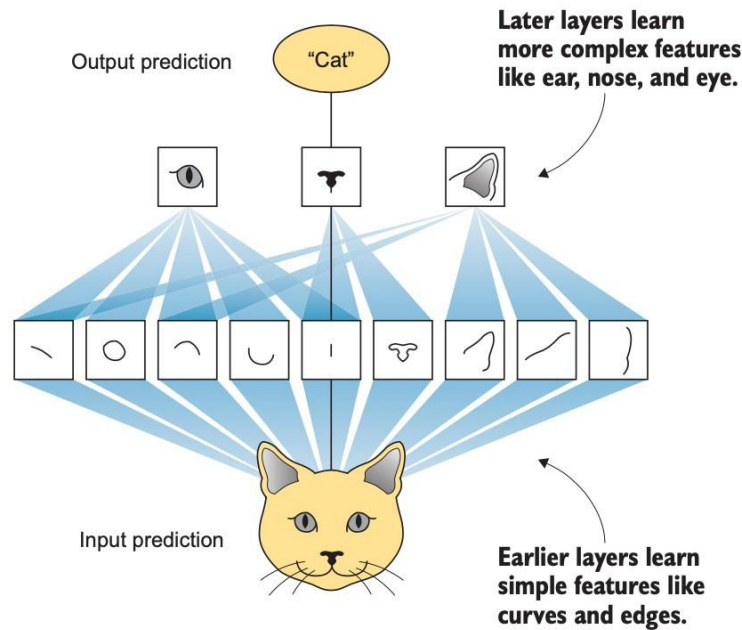 Later layers learn
more complex features
like ear, nose, and eye.
Output prediction
“Cat”
Input prediction
Earlier layers learn
simple features like
curves and edges.